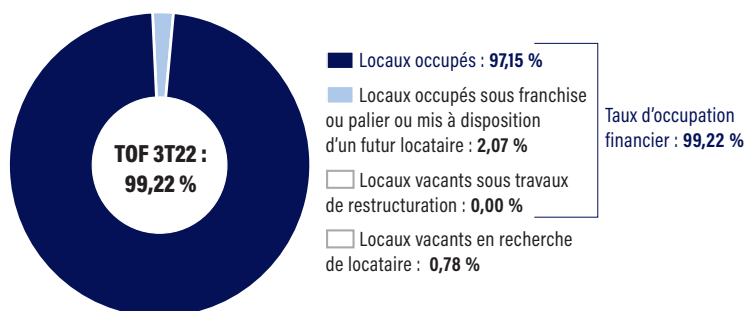 TOF 3T22 :
99,22 %
Locaux occupés : 97,15 %
Locaux occupés sous franchise
ou palier ou mis à disposition
d'un futur locataire : 2,07 %
Locaux vacants sous travaux
de restructuration : 0,00 %
Locaux vacants en recherche
de locataire : 0,78 %
Taux d'occupation
financier : 99,22 %